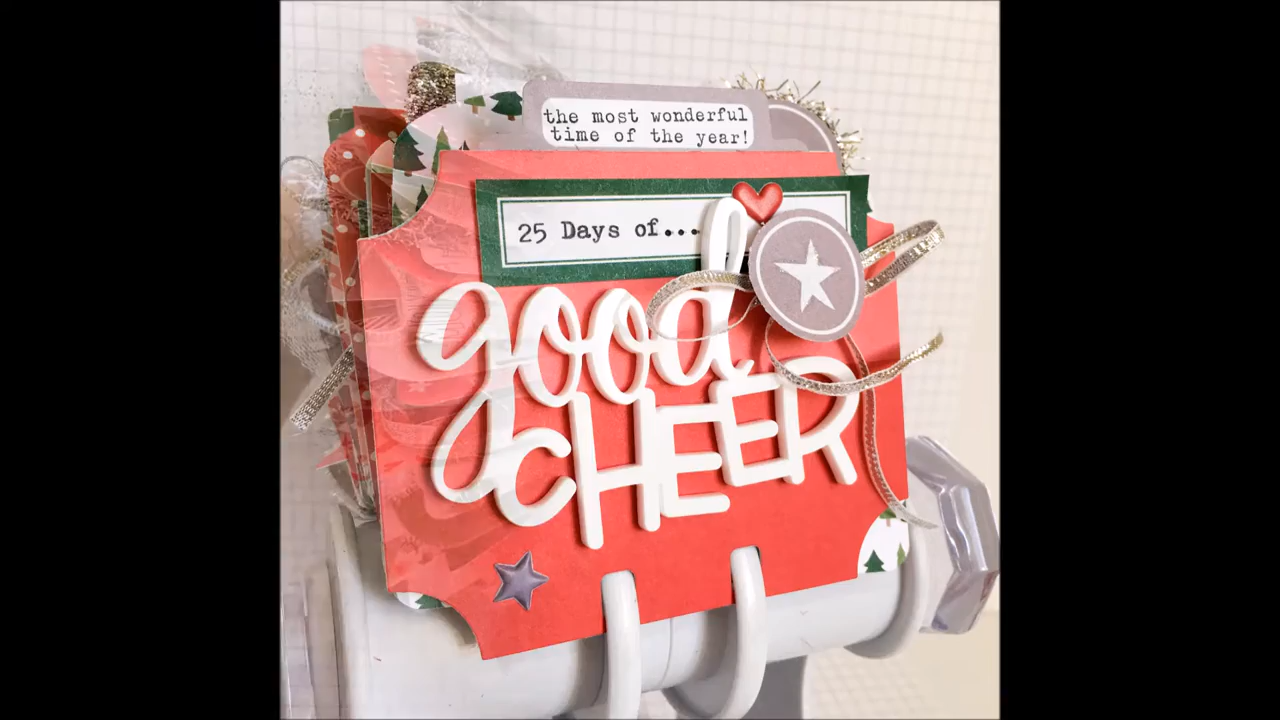 the most wonderful
time of the year!
25 Days of...
good
CHEER